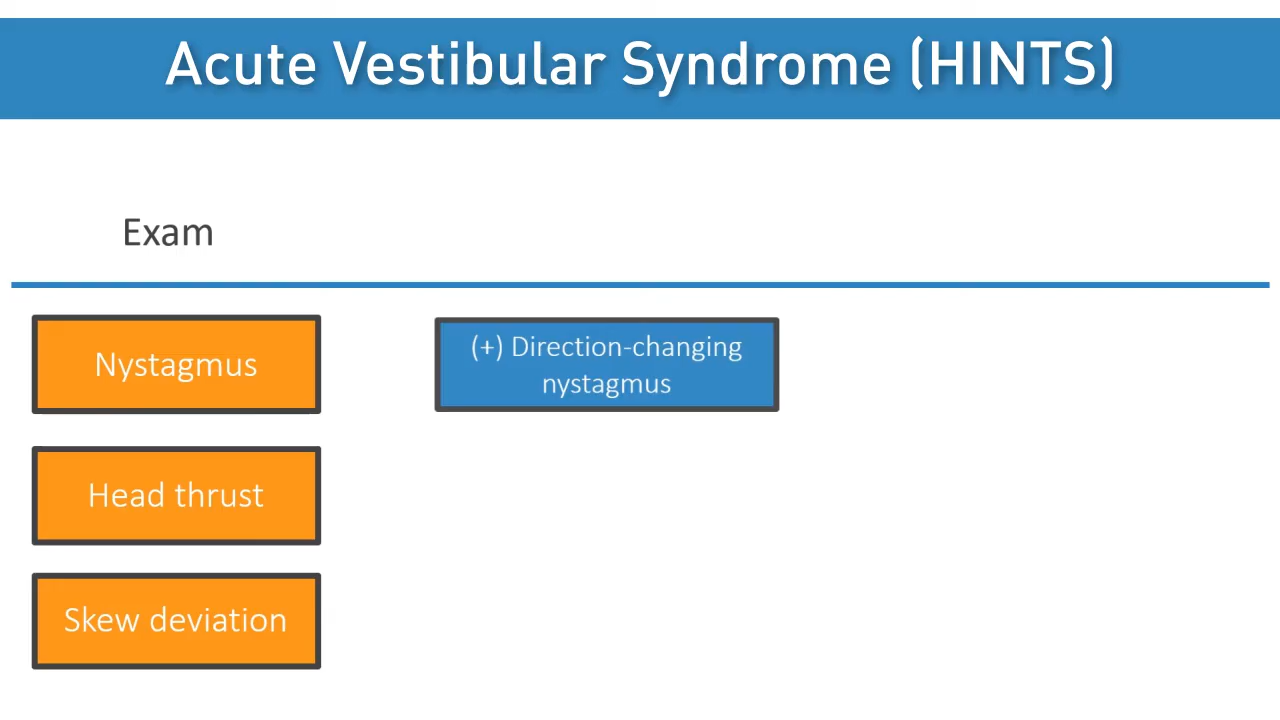 Acute Vestibular Syndrome (HINTS)
Exam
Nystagmus
(+) Direction-changing
nystagmus
Head thrust
Skew deviation